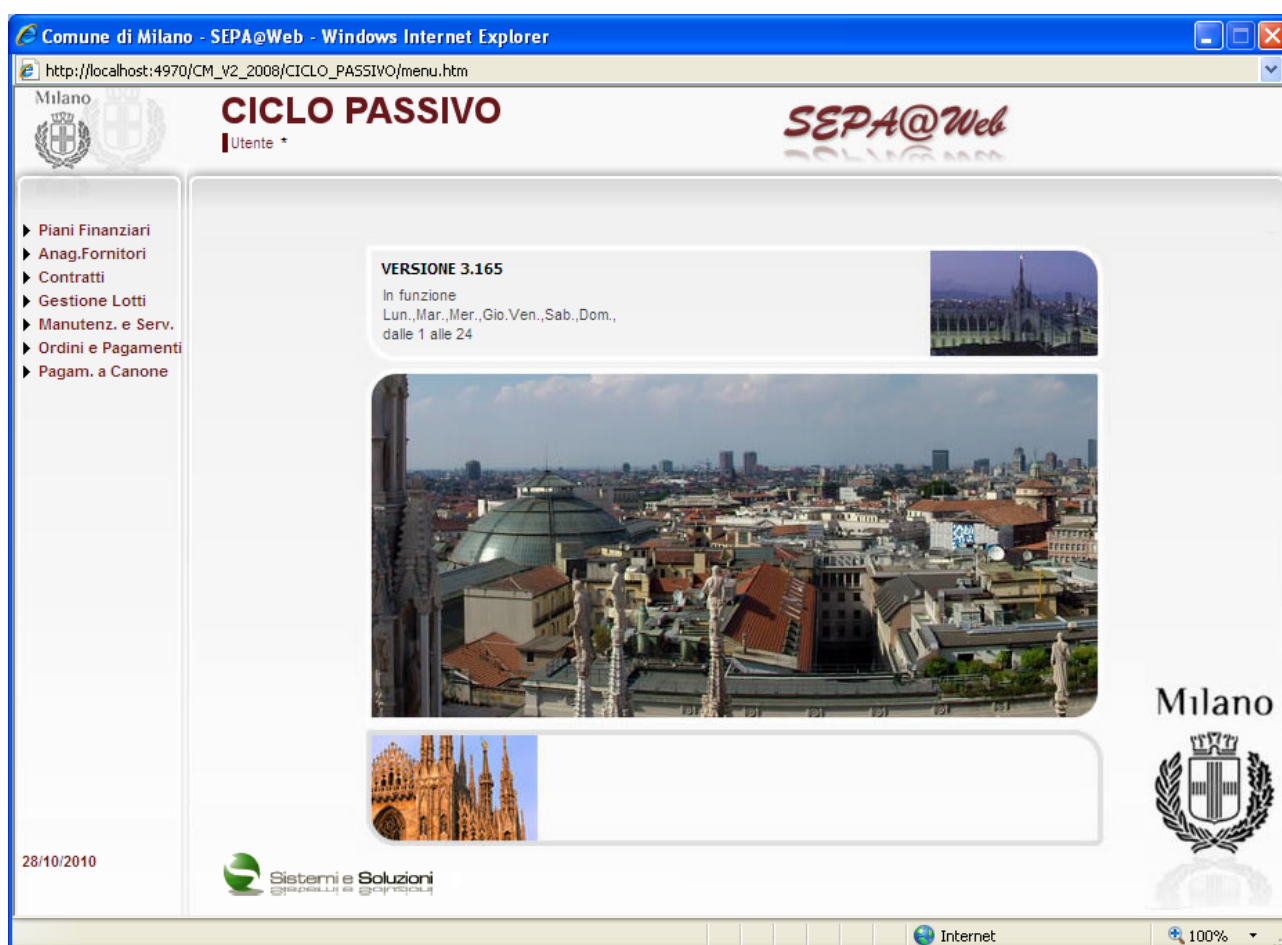 Comune di Milano - SEPA@Web - Windows Internet Explorer
http://localhost:4970/CM_V2_2008/CICLO_PASSIVO/menu.htm
Milano
CICLO PASSIVO
Utente *
SEPA@Web
Piani Finanziari
Anag.Fornitori
Contratti
Gestione Lotti
Manutenz. e Serv.
Ordini e Pagamenti
Pagam. a Canone
VERSIONE 3.165
In funzione
Lun.,Mar.,Mer.,Gio.Ven.,Sab.,Dom.,
dalle 1 alle 24
Milano
28/10/2010
Sistemi e Soluzioni
Internet
100%